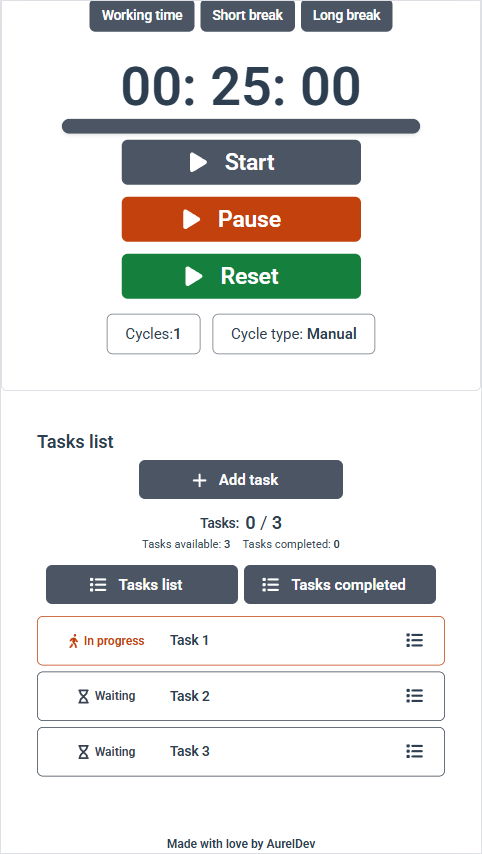 Working time Short break Long break
00: 25: 00
Start
Pause
Reset
Cycles:1 Cycle type: Manual
Tasks list
Add task
Tasks: 0 / 3
Tasks available: 3 Tasks completed: 0
Tasks list Tasks completed
In progress Task 1
Waiting Task 2
Waiting Task 3
Made with love by AurelDev